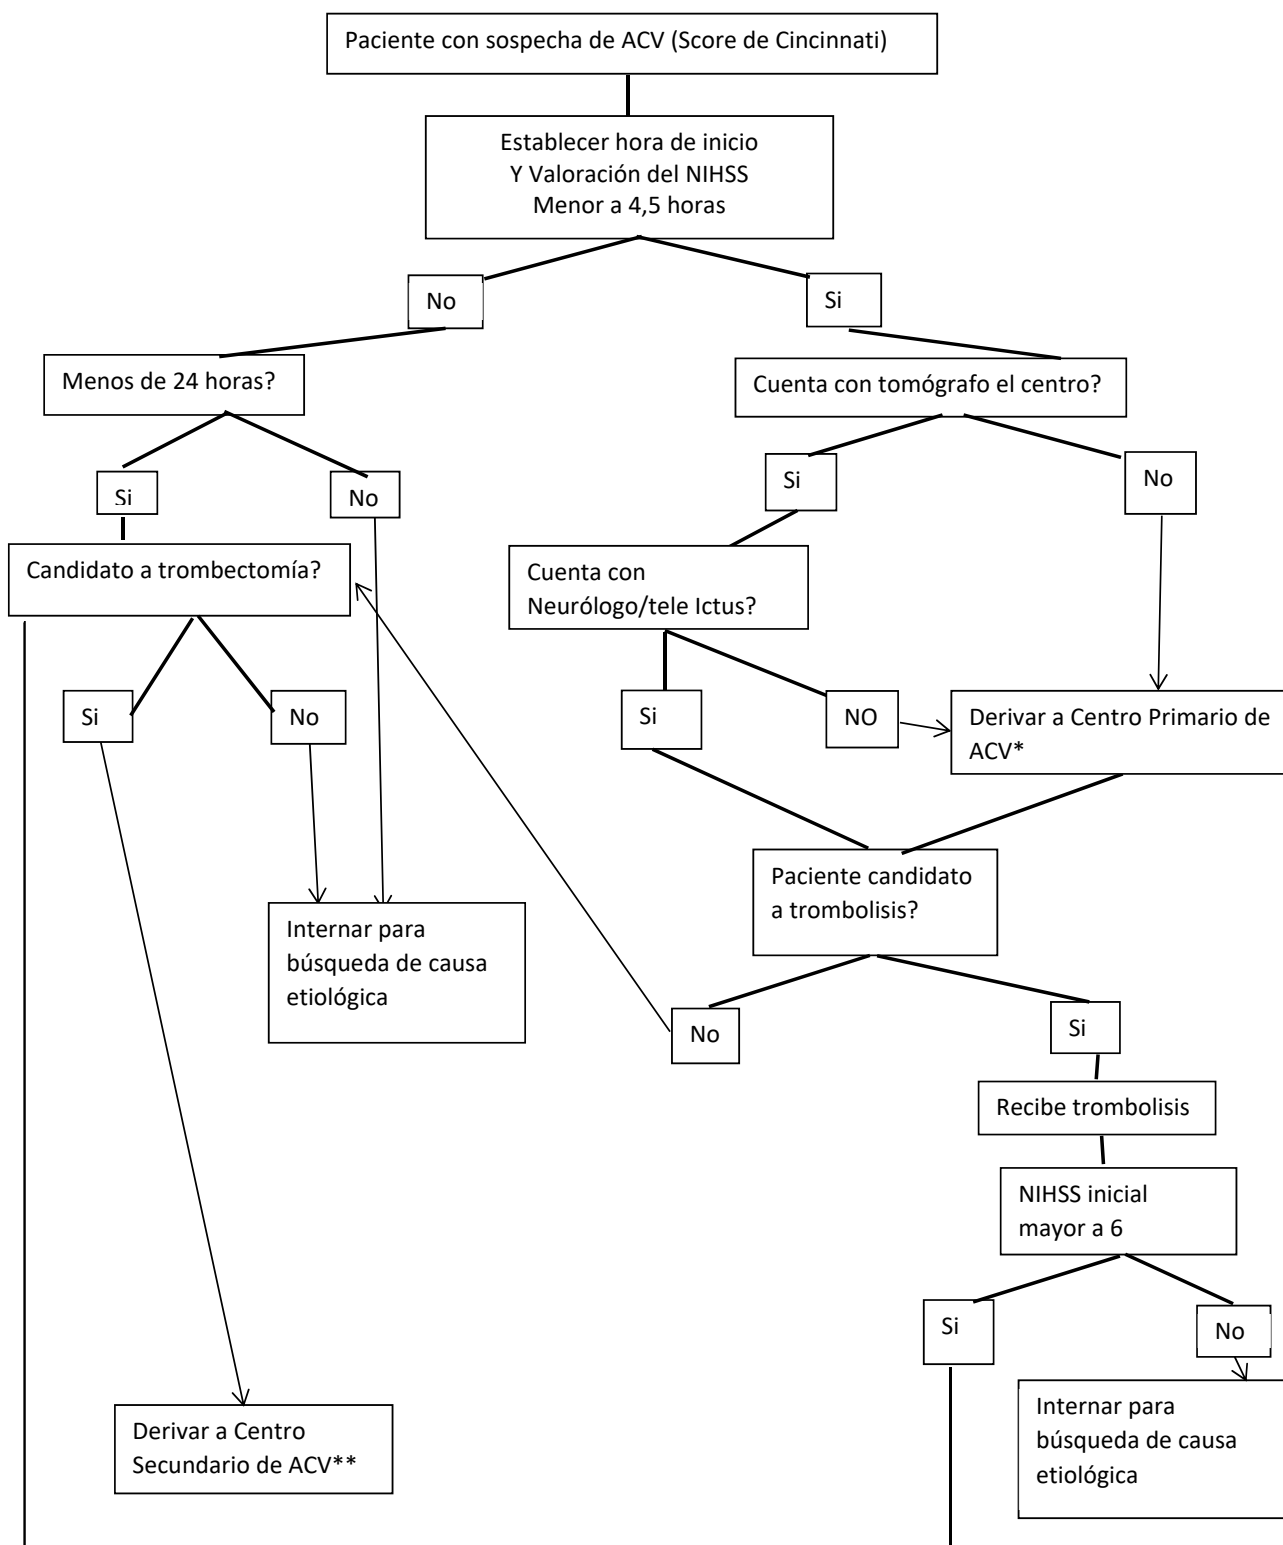 Paciente con sospecha de ACV (Score de Cincinnati)
Establecer hora de inicio
Y Valoración del NIHSS
Menor a 4,5 horas
No
Si
Menos de 24 horas?
Cuenta con tomógrafo el centro?
Si
No
Si
No
Candidato a trombectomía?
Cuenta con
Neurólogo/tele Ictus?
Si
No
Si
NO
Derivar a Centro Primario de
ACV*
Paciente candidato
a trombolisis?
Internar para
búsqueda de causa
etiológica
No
Si
Recibe trombolisis
NIHSS inicial
mayor a 6
Si
No
Derivar a Centro
Secundario de ACV**
Internar para
búsqueda de causa
etiológica